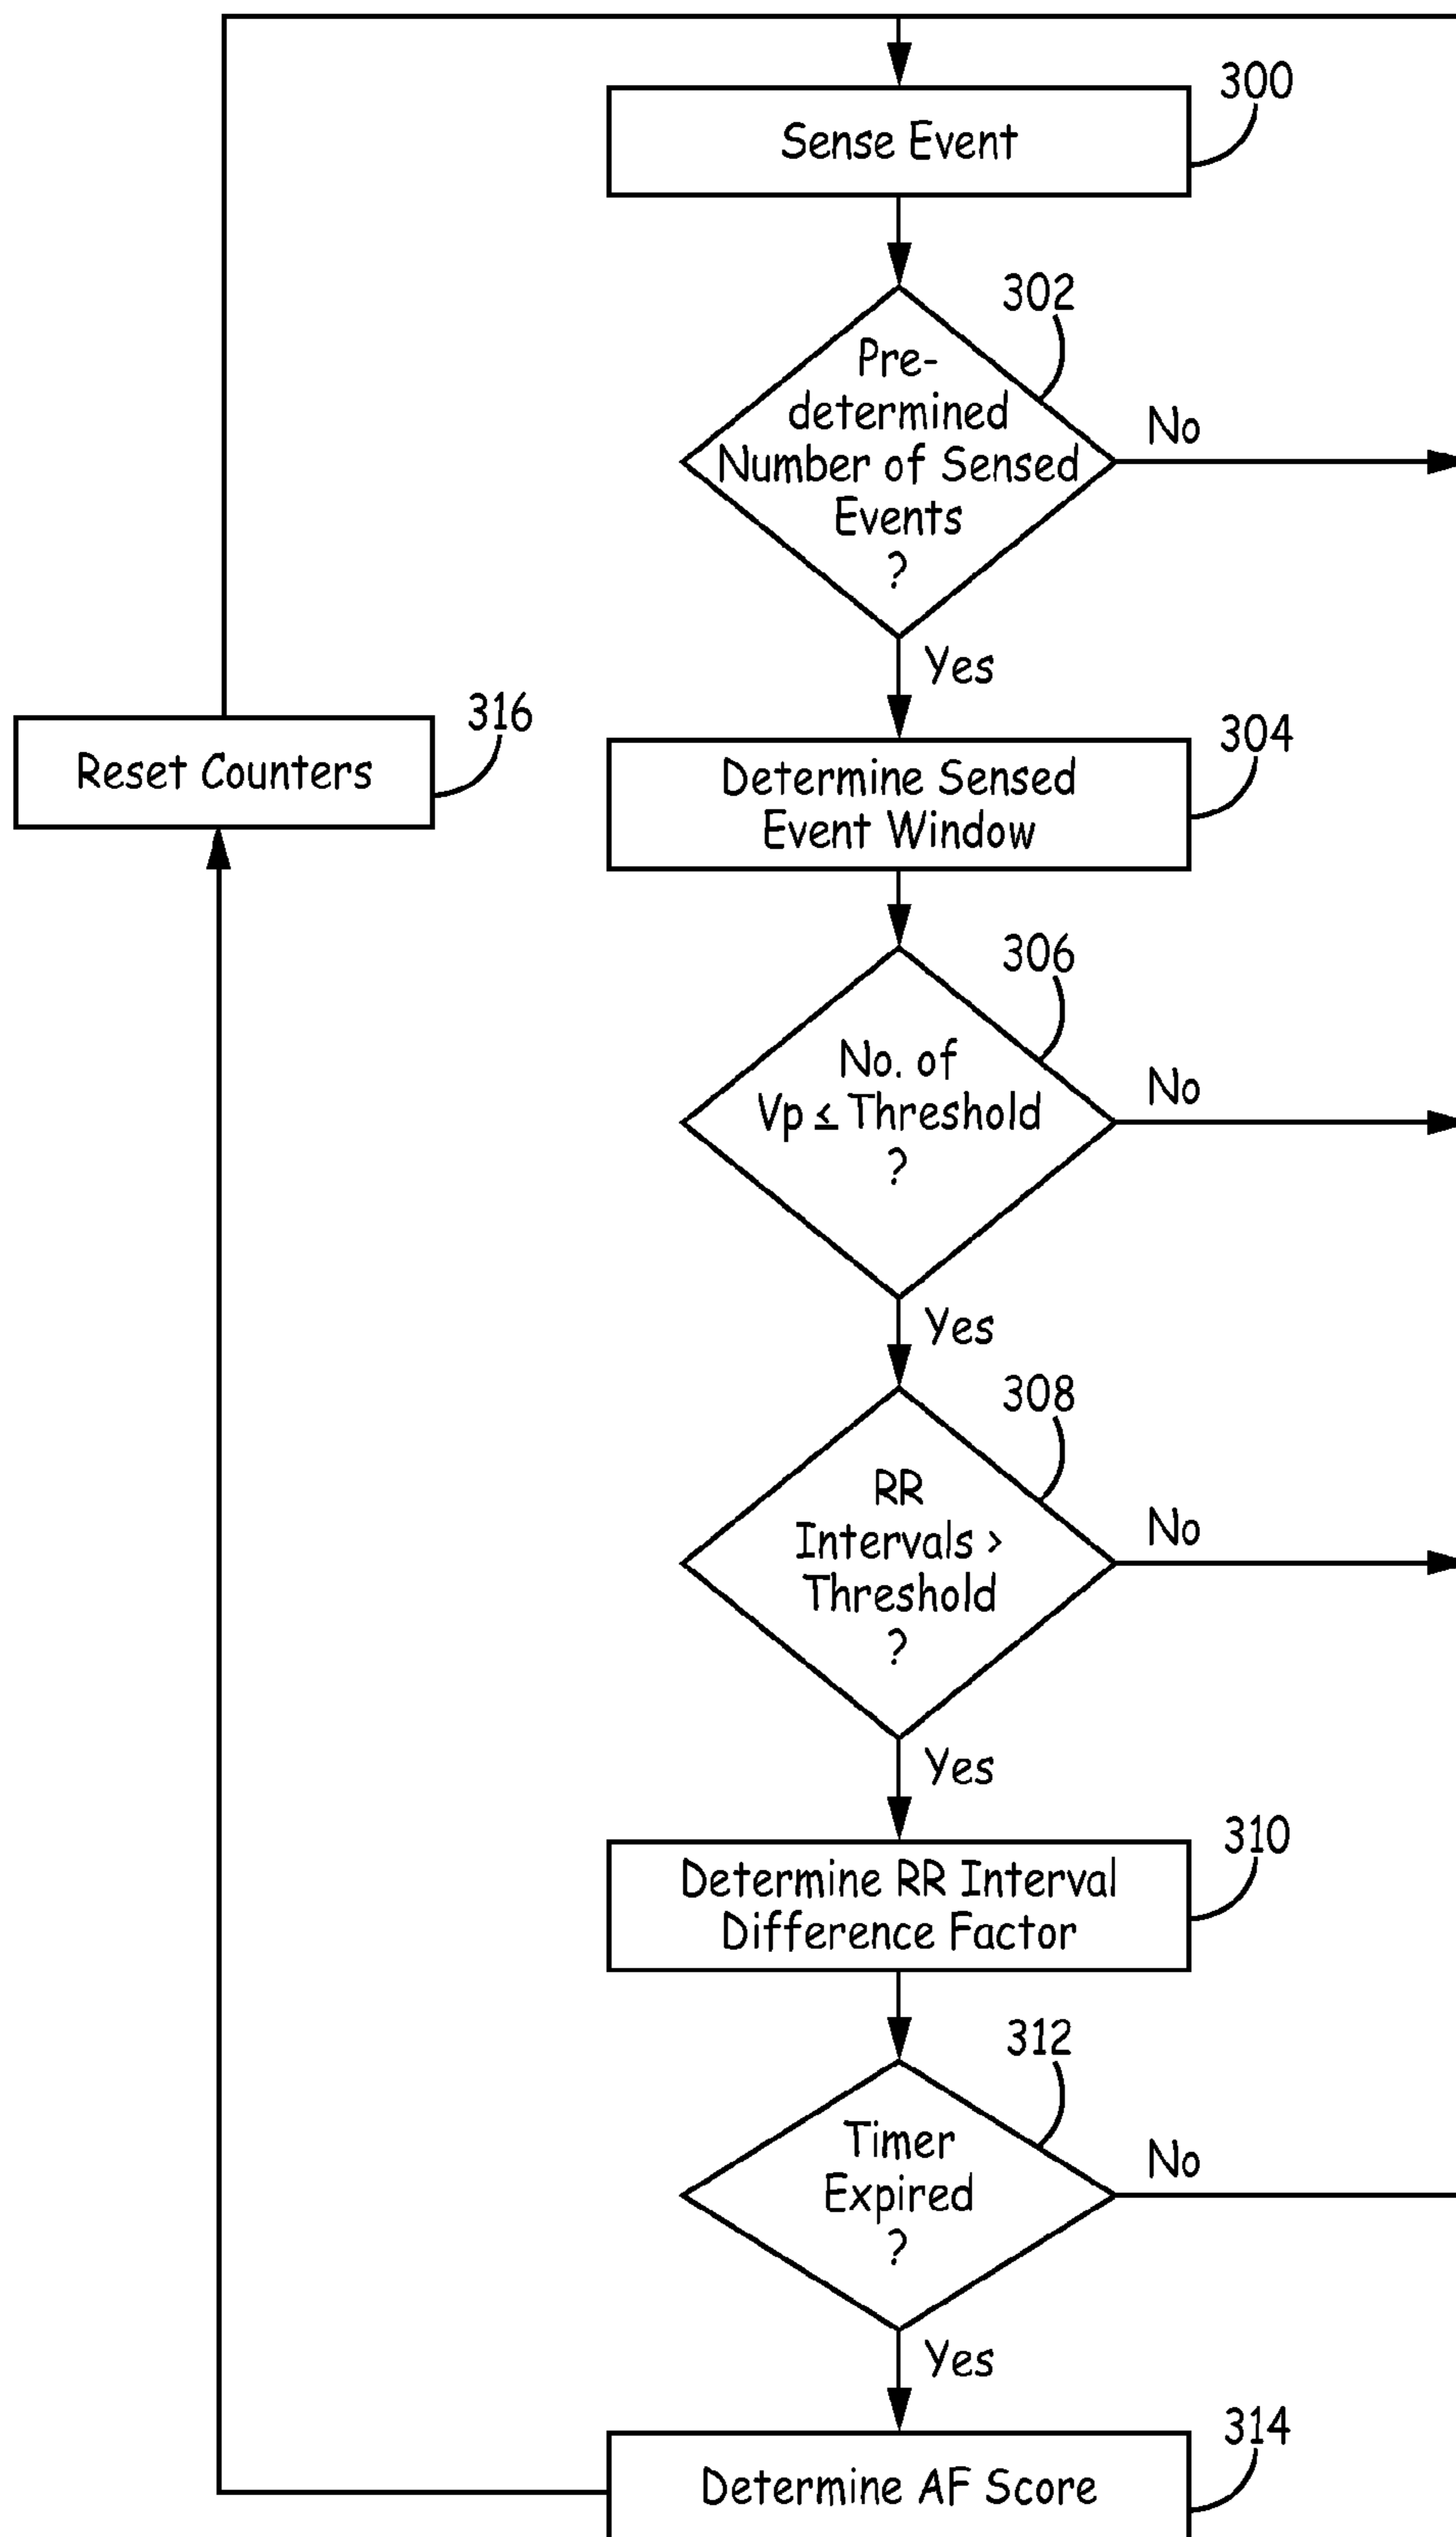 300
Sense Event
302
Pre-
determined
Number of Sensed
Events
?
No
Yes
316
Reset Counters
304
Determine Sensed
Event Window
306
No. of
Vp ≤ Threshold
?
No
Yes
308
RR
Intervals >
Threshold
?
No
Yes
310
Determine RR Interval
Difference Factor
312
Timer
Expired
?
No
Yes
314
Determine AF Score